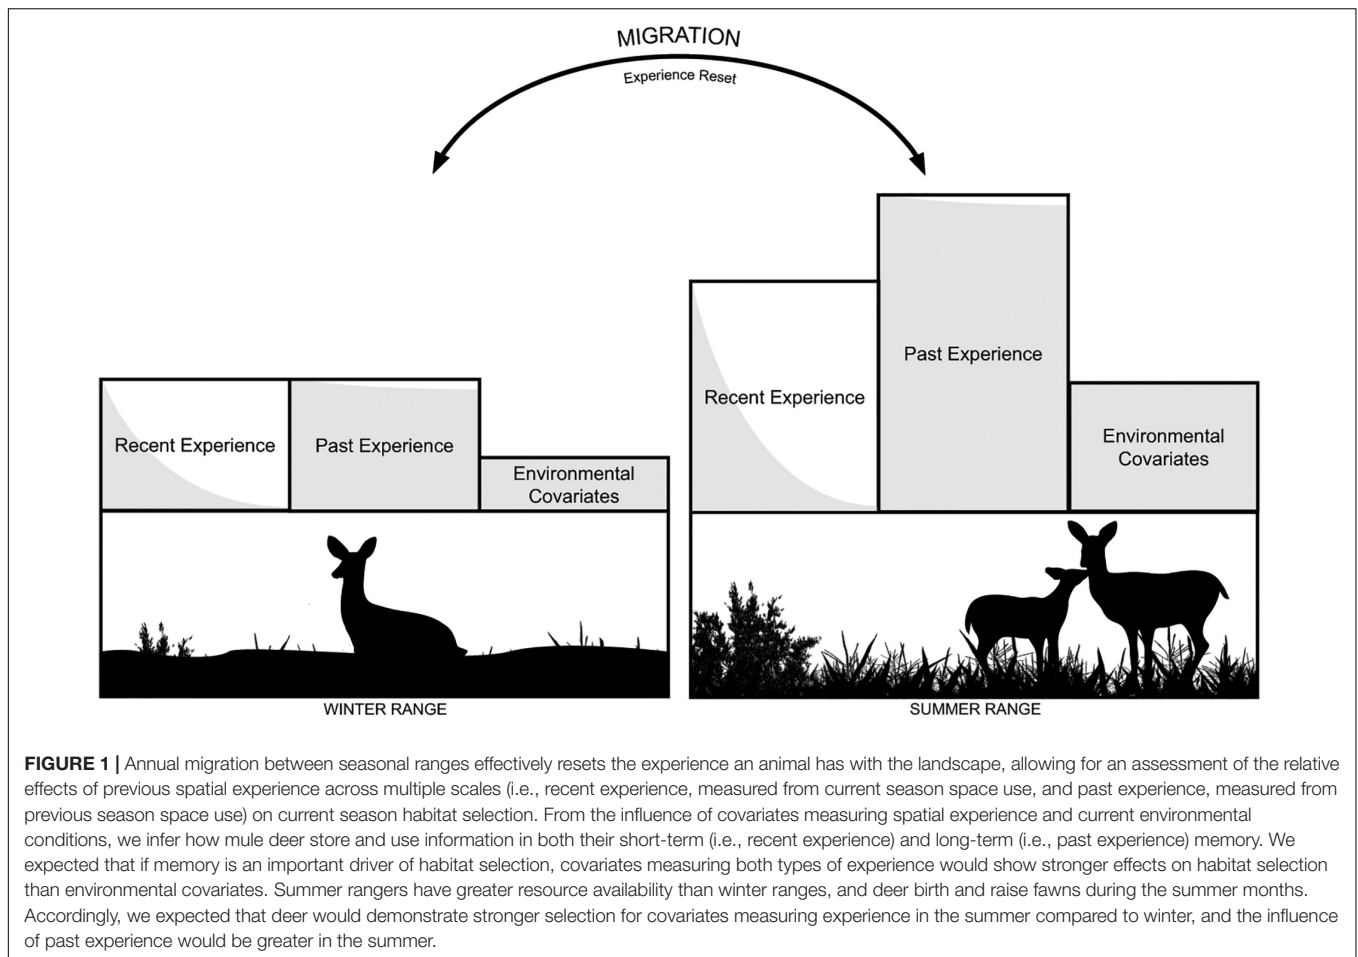 MIGRATION
Experience Reset
Recent Experience
Past Experience
Environmental
Covariates
Recent Experience
Past Experience
Environmental
Covariates
WINTER RANGE
SUMMER RANGE
FIGURE 1 | Annual migration between seasonal ranges effectively resets the experience an animal has with the landscape, allowing for an assessment of the relative
effects of previous spatial experience across multiple scales (i.e., recent experience, measured from current season space use, and past experience, measured from
previous season space use) on current season habitat selection. From the influence of covariates measuring spatial experience and current environmental
conditions, we infer how mule deer store and use information in both their short-term (i.e., recent experience) and long-term (i.e., past experience) memory. We
expected that if memory is an important driver of habitat selection, covariates measuring both types of experience would show stronger effects on habitat selection
than environmental covariates. Summer rangers have greater resource availability than winter ranges, and deer birth and raise fawns during the summer months.
Accordingly, we expected that deer would demonstrate stronger selection for covariates measuring experience in the summer compared to winter, and the influence
of past experience would be greater in the summer.